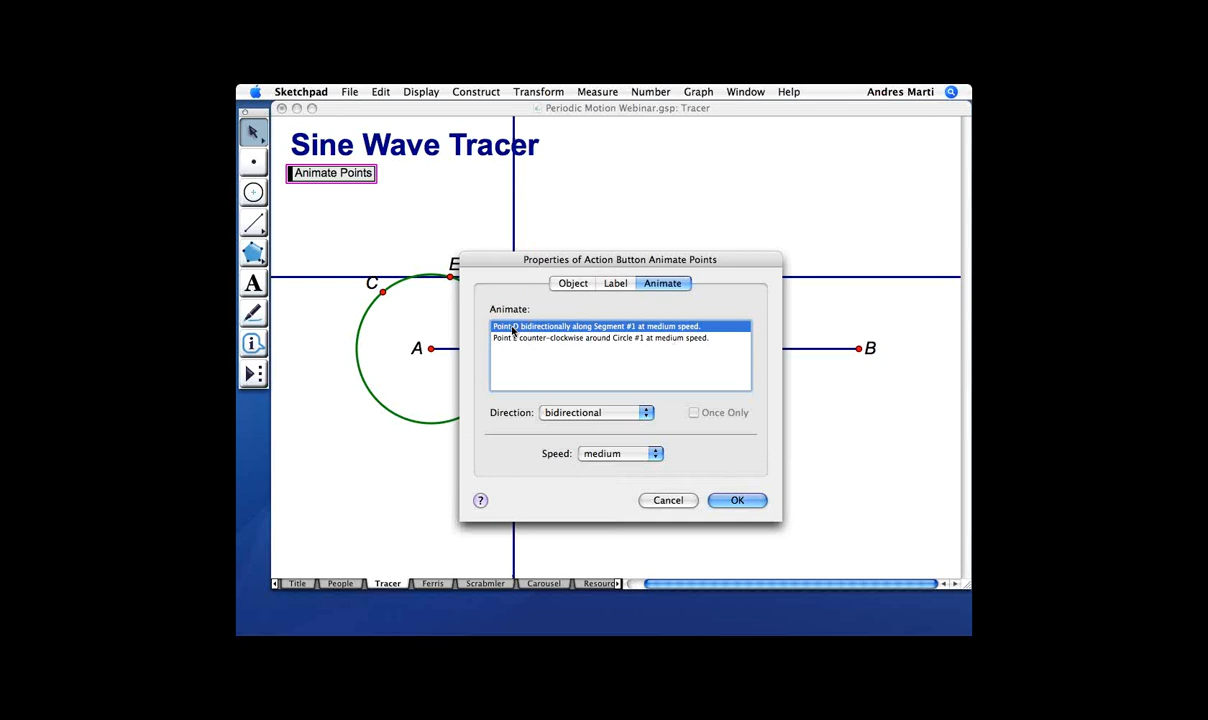 Sketchpad File Edit Display Construct Transform Measure Number Graph Window Help Andres Marti
Periodic Motion Webinar.gsp: Tracer
Sine Wave Tracer
Animate Points
Properties of Action Button Animate Points
E
C
Object Label Animate
Animate:
Point D bidirectionally along Segment #1 at medium speed.
Point E counter-clockwise around Circle #1 at medium speed.
A
B
A
Direction: bidirectional Once Only
Speed: medium
? Cancel OK
Title People Tracer Ferris Scrabmler Carousel Resourc